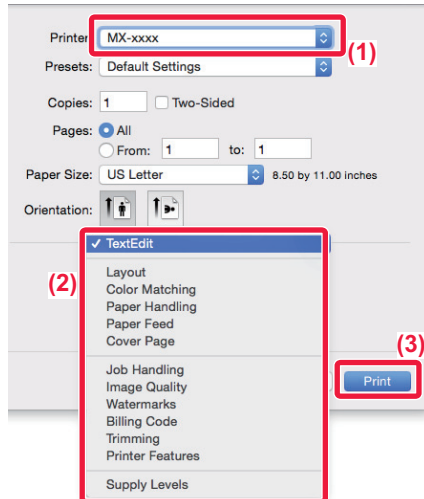 Printer: MX-xxxx
(1)
Presets: Default Settings
Copies: 1 Two-Sided
Pages: All
From: 1 to: 1
Paper Size: US Letter 8.50 by 11.00 inches
Orientation:
✓ TextEdit
(2)
Layout
Color Matching
Paper Handling
Paper Feed
Cover Page
(3)
Job Handling
Print
Image Quality
Watermarks
Billing Code
Trimming
Printer Features
Supply Levels